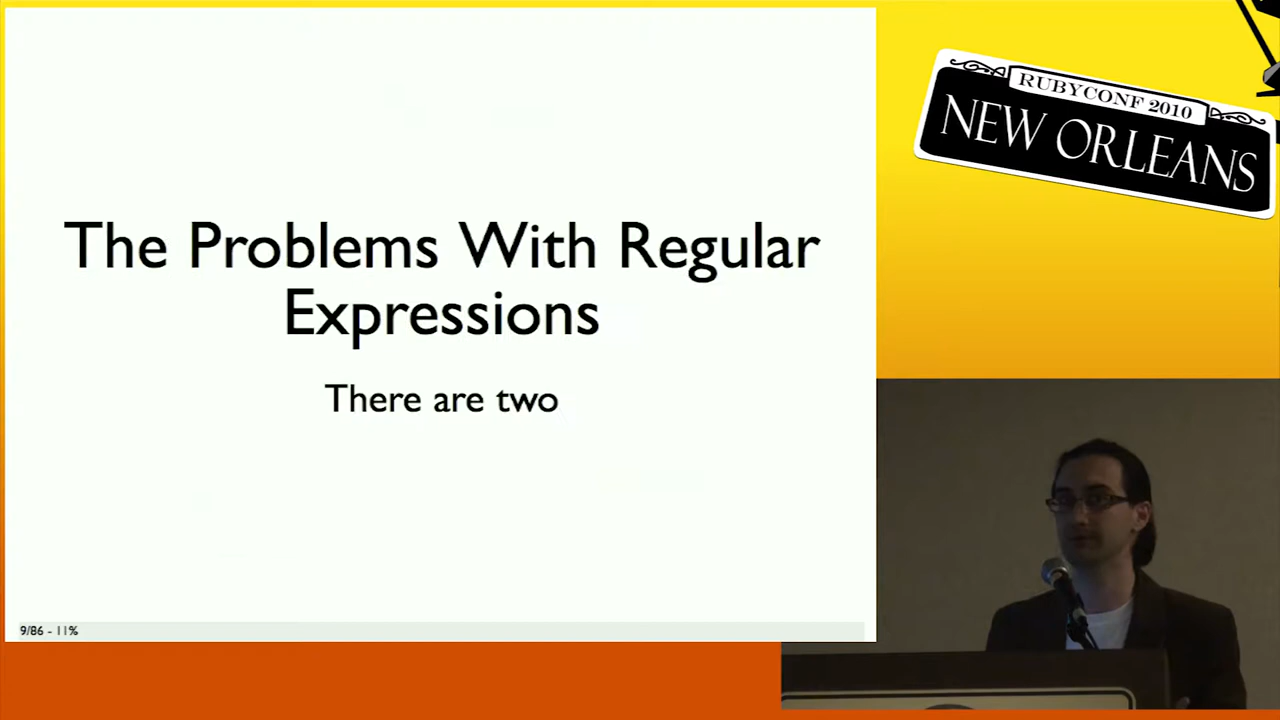 RUBYCONF 2010
NEW ORLEANS
The Problems With Regular
Expressions
There are two
9/86 - 11%